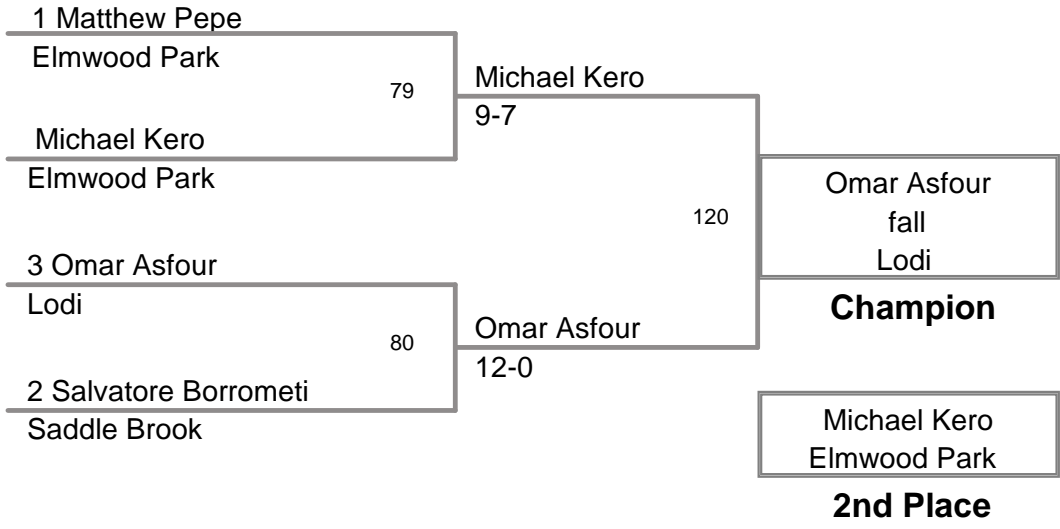 1 Matthew Pepe
Elmwood Park
79
Michael Kero
9-7
Michael Kero
Elmwood Park
120
Omar Asfour
fall
Lodi
Champion
3 Omar Asfour
Lodi
80
Omar Asfour
12-0
2 Salvatore Borrometi
Saddle Brook
Michael Kero
Elmwood Park
2nd Place